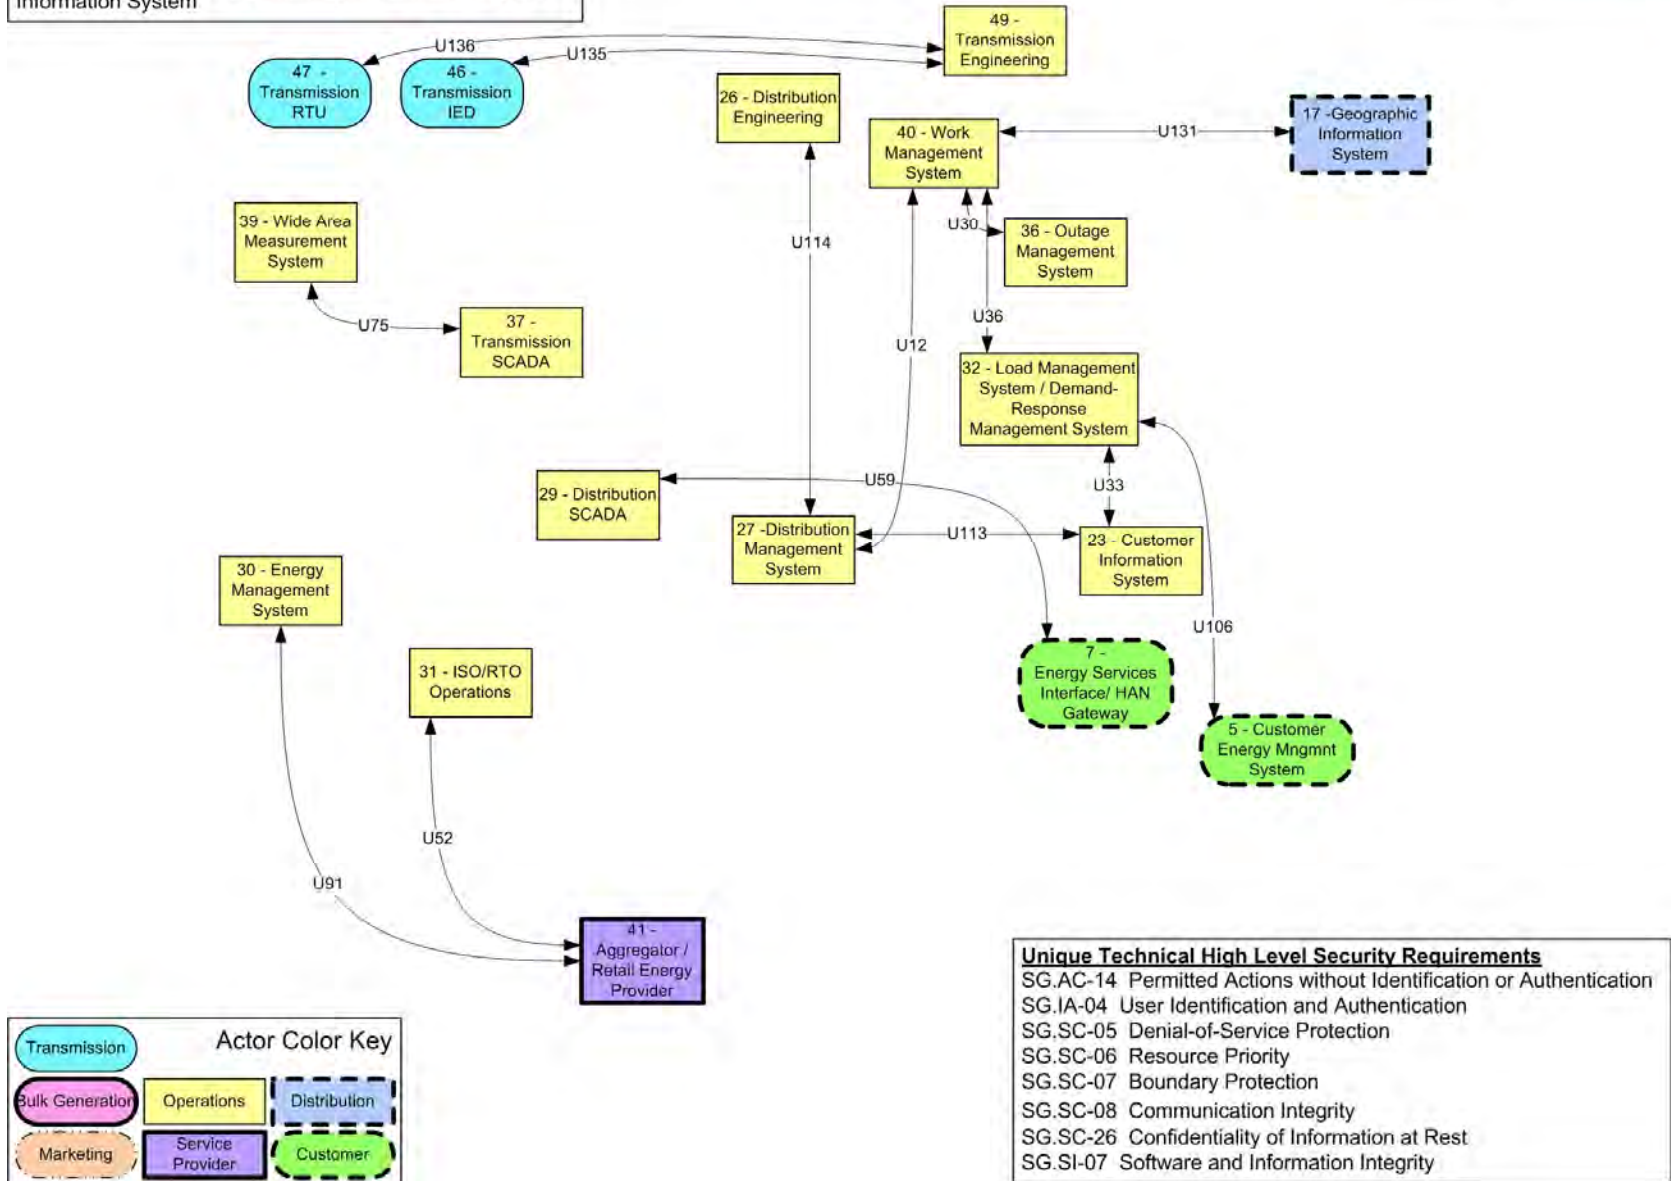 Information System
49 -
Transmission
Engineering
U136
U135
47 -
Transmission
RTU
46 -
Transmission
IED
26 - Distribution
Engineering
40 - Work
Management
System
U131
17 -Geographic
Information
System
39 - Wide Area
Measurement
System
U114
U30
36 - Outage
Management
System
U75
37 -
Transmission
SCADA
U12
U36
32 - Load Management
System / Demand-
Response
Management System
29 - Distribution
SCADA
U59
U33
27 -Distribution
Management
System
U113
23 - Customer
Information
System
30 - Energy
Management
System
U106
31 - ISO/RTO
Operations
7 -
Energy Services
Interface/ HAN
Gateway
5 - Customer
Energy Mngmnt
System
U52
U91
41 -
Aggregator /
Retail Energy
Provider
Unique Technical High Level Security Requirements
SG.AC-14 Permitted Actions without Identification or Authentication
SG.IA-04 User Identification and Authentication
SG.SC-05 Denial-of-Service Protection
SG.SC-06 Resource Priority
SG.SC-07 Boundary Protection
SG.SC-08 Communication Integrity
SG.SC-26 Confidentiality of Information at Rest
SG.SI-07 Software and Information Integrity
Actor Color Key
Transmission
Bulk Generation
Operations
Distribution
Marketing
Service
Provider
Customer